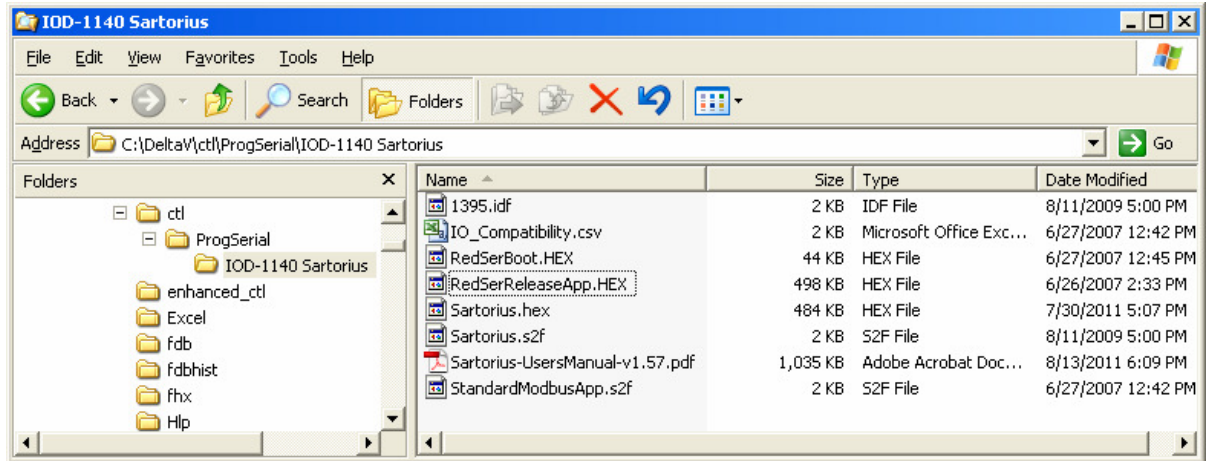 IOD-1140 Sartorius
File Edit View Favorites Tools Help
Back Search Folders
Address C:\DeltaV\ctl\ProgSerial\IOD-1140 Sartorius Go
Folders x Name Size Type Date Modified
ctl 1395.idf 2 KB IDF File 8/11/2009 5:00 PM
ProgSerial IO_Compatibility.csv 2 KB Microsoft Office Exc... 6/27/2007 12:42 PM
IOD-1140 Sartorius RedSerBoot.HEX 44 KB HEX File 6/27/2007 12:45 PM
enhanced_ctl RedSerReleaseApp.HEX 498 KB HEX File 6/26/2007 2:33 PM
Excel Sartorius.hex 484 KB HEX File 7/30/2011 5:07 PM
fdb Sartorius.s2f 2 KB S2F File 8/11/2009 5:00 PM
fdbhist Sartorius-UsersManual-v1.57.pdf 1,035 KB Adobe Acrobat Doc... 8/13/2011 6:09 PM
fhx StandardModbusApp.s2f 2 KB S2F File 6/27/2007 12:42 PM
Hlp